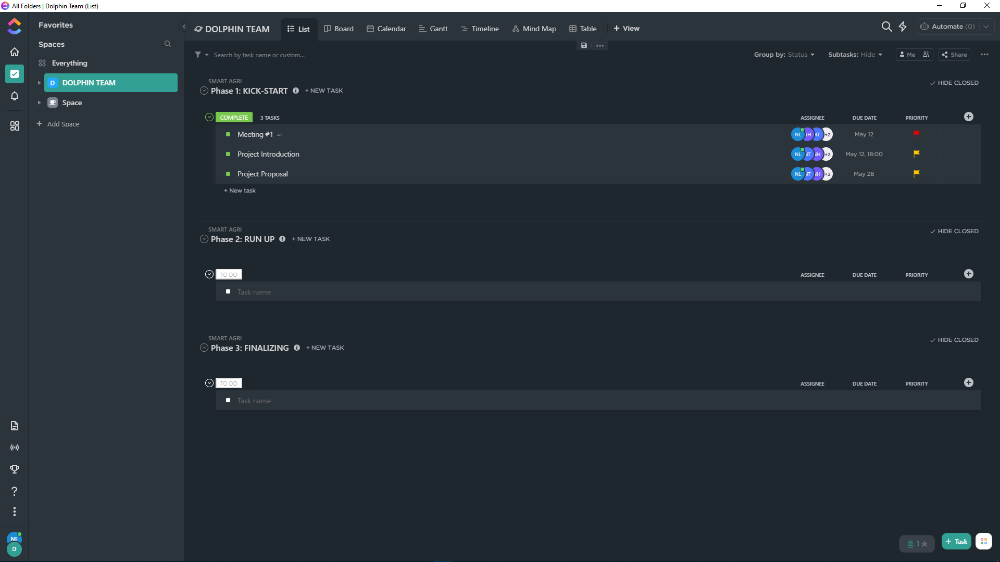 All Folders | Dolphin Team (List)
Favorites
Spaces
Everything
D DOLPHIN TEAM
Space
+ Add Space
NL
D
DOLPHIN TEAM
List
Board
Calendar
Gantt
Timeline
Mind Map
Table
+ View
Automate (0)
Search by task name or custom...
Group by: Status
Subtasks: Hide
Me
Share
SMART AGRI
Phase 1: KICK-START + NEW TASK
HIDE CLOSED
COMPLETE 3 TASKS ASSIGNEE DUE DATE PRIORITY
Meeting #1 NL NH NT +2 May 12
Project Introduction NL NT NH +2 May 12, 18:00
Project Proposal NL NT NH +2 May 26
+ New task
SMART AGRI
Phase 2: RUN UP + NEW TASK
HIDE CLOSED
TO DO ASSIGNEE DUE DATE PRIORITY
Task name
SMART AGRI
Phase 3: FINALIZING + NEW TASK
HIDE CLOSED
TO DO ASSIGNEE DUE DATE PRIORITY
Task name
1
+ Task